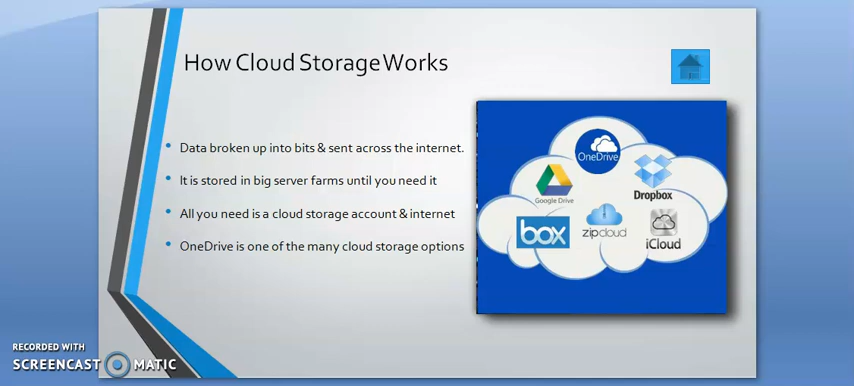 How Cloud Storage Works
Data broken up into bits & sent across the internet.
It is stored in big server farms until you need it
All you need is a cloud storage account & internet
OneDrive is one of the many cloud storage options
OneDrive
Google Drive
Dropbox
box
zipcloud
iCloud
RECORDED WITH
SCREENCAST MATIC